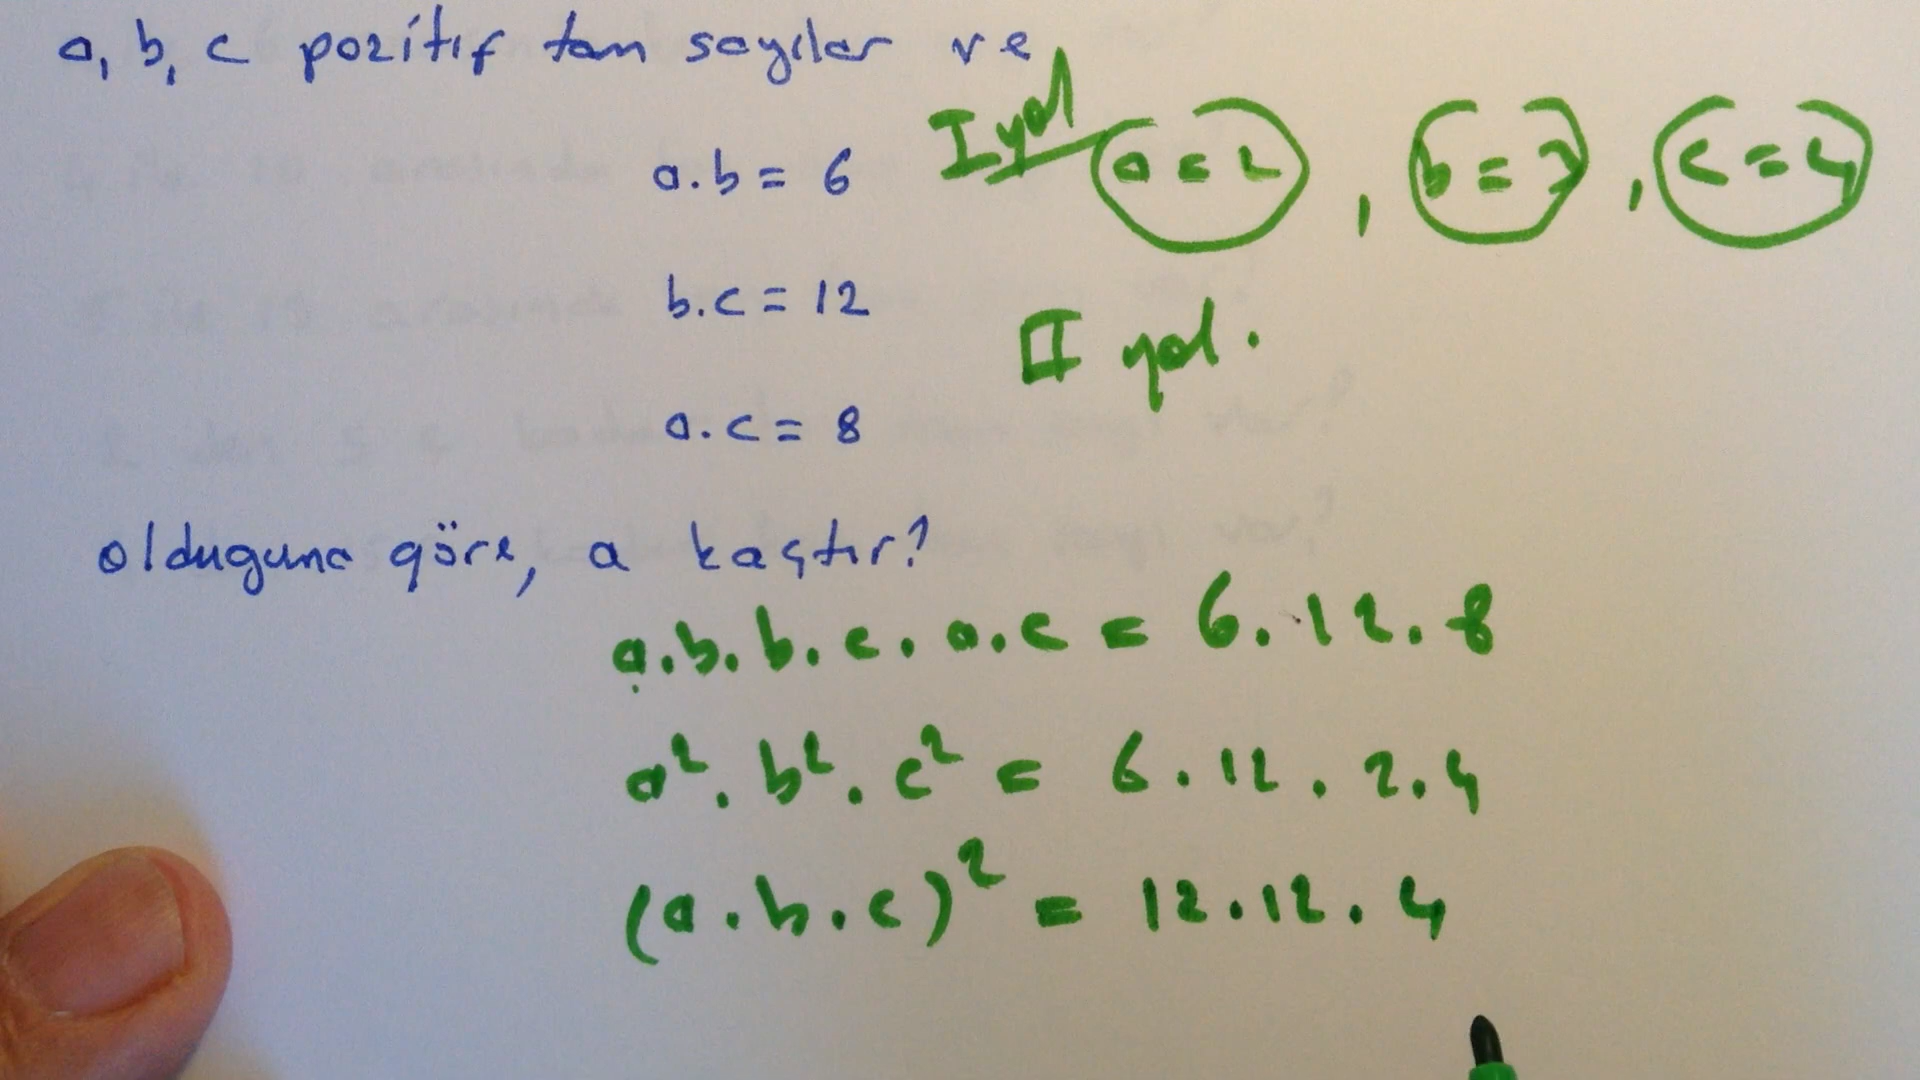 a, b, c pozitif tam sayılar ve
a.b = 6
I yol a = 2 , b = 3 , c = 4
b.c = 12
II yol.
a.c = 8
olduguna göre, a kaçtır?
a.b.b.c.a.c = 6.12.8
a².b².c² = 6.12.2.4
(a.b.c)² = 12.12.4